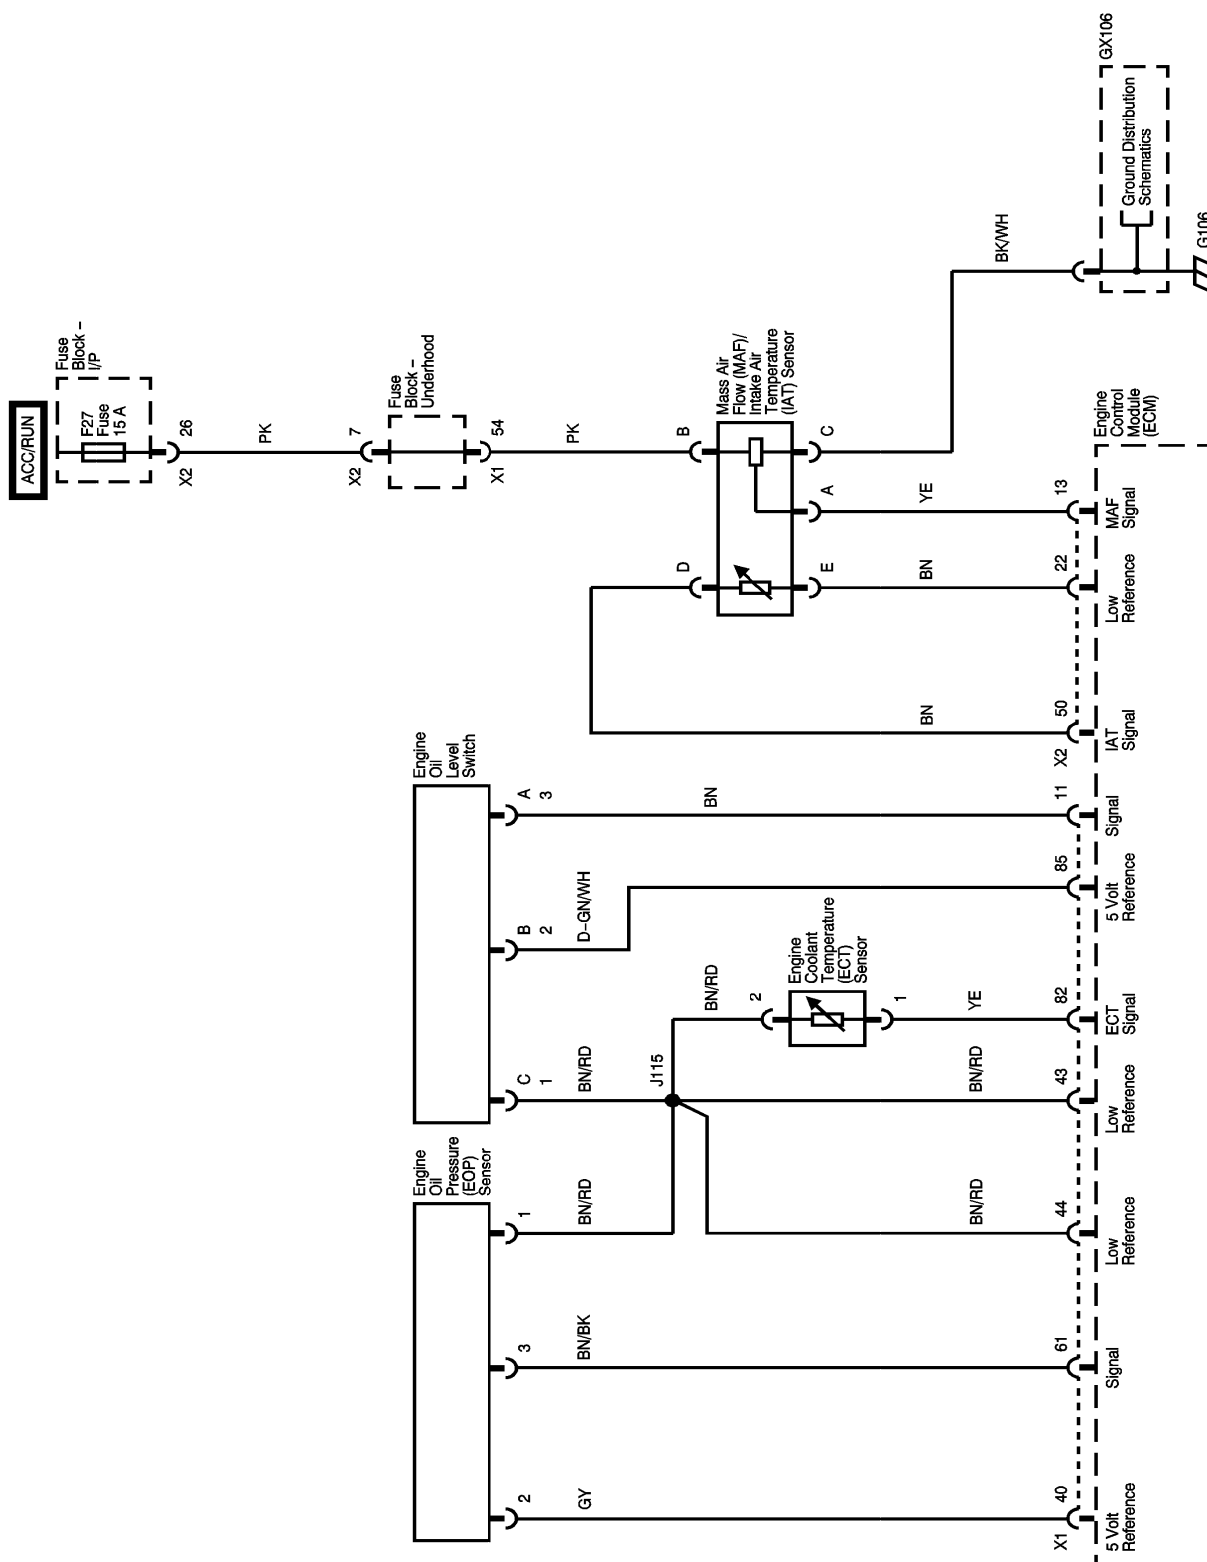 GX106
Ground Distribution
Schematics
G106
BK/WH
ACC/RUN
Fuse
Block –
I/P
F27
Fuse
15 A
26
X2
PK
7
X2
Fuse
Block –
Underhood
54
X1
PK
B
Mass Air
Flow (MAF)/
Intake Air
Temperature
(IAT) Sensor
C
A
D
E
YE
BN
BN
Engine
Control
Module
(ECM)
13
MAF
Signal
22
Low
Reference
50
X2
IAT
Signal
Engine
Oil
Level
Switch
A
3
BN
11
Signal
B
2
D–GN/WH
85
5 Volt
Reference
BN/RD
2
Engine
Coolant
Temperature
(ECT)
Sensor
1
YE
82
ECT
Signal
C
1
BN/RD
J115
BN/RD
43
Low
Reference
Engine
Oil
Pressure
(EOP)
Sensor
1
BN/RD
BN/RD
44
Low
Reference
3
BN/BK
61
Signal
2
GY
40
X1
5 Volt
Reference